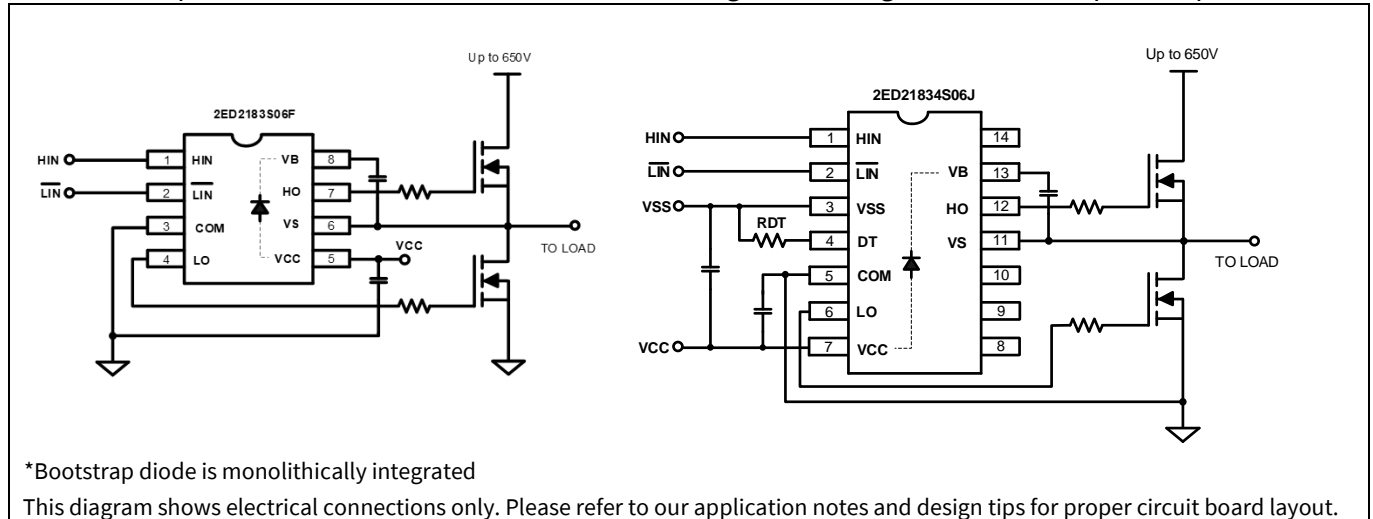 Up to 650V
2ED2183S06F
HIN
1
HIN
VB
8
LIN
2
LIN
HO
7
3
COM
VS
6
4
LO
VCC
5
VCC
TO LOAD
Up to 650V
2ED21834S06J
HIN
1
HIN
14
LIN
2
LIN
VB
13
VSS
3
VSS
HO
12
RDT
4
DT
VS
11
TO LOAD
5
COM
10
6
LO
9
VCC
7
VCC
8
*Bootstrap diode is monolithically integrated
This diagram shows electrical connections only. Please refer to our application notes and design tips for proper circuit board layout.